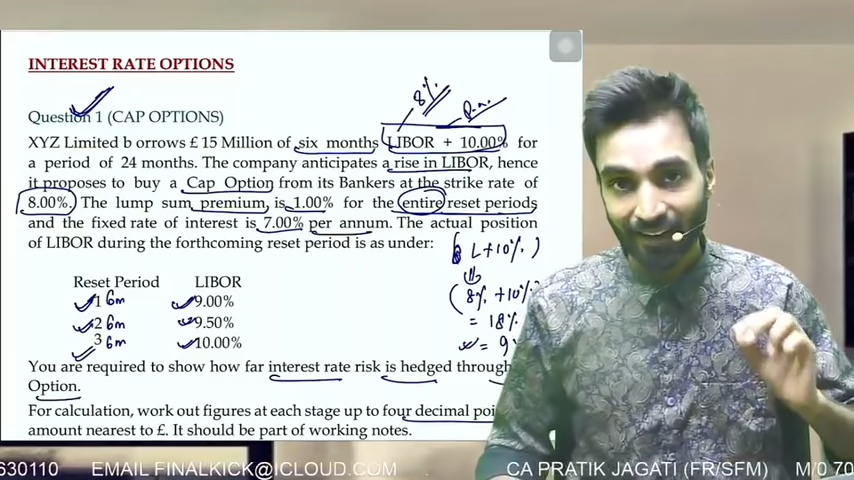 INTEREST RATE OPTIONS
8%
p.a.
Question 1 (CAP OPTIONS)
XYZ Limited b orrows £ 15 Million of six months LIBOR + 10.00% for
a period of 24 months. The company anticipates a rise in LIBOR, hence
it proposes to buy a Cap Option from its Bankers at the strike rate of
8.00%. The lump sum premium is 1.00% for the entire reset periods
and the fixed rate of interest is 7.00% per annum. The actual position
of LIBOR during the forthcoming reset period is as under:
L+10%
Reset Period LIBOR
1 6m 9.00%
8% +10%
2 6m 9.50%
= 18%
3 6m 10.00%
= 9
You are required to show how far interest rate risk is hedged through
Option.
For calculation, work out figures at each stage up to four decimal
amount nearest to £. It should be part of working notes.
630110 EMAIL FINALKICK@ICLOUD.COM CA PRATIK JAGATI (FR/SFM) M/0 70